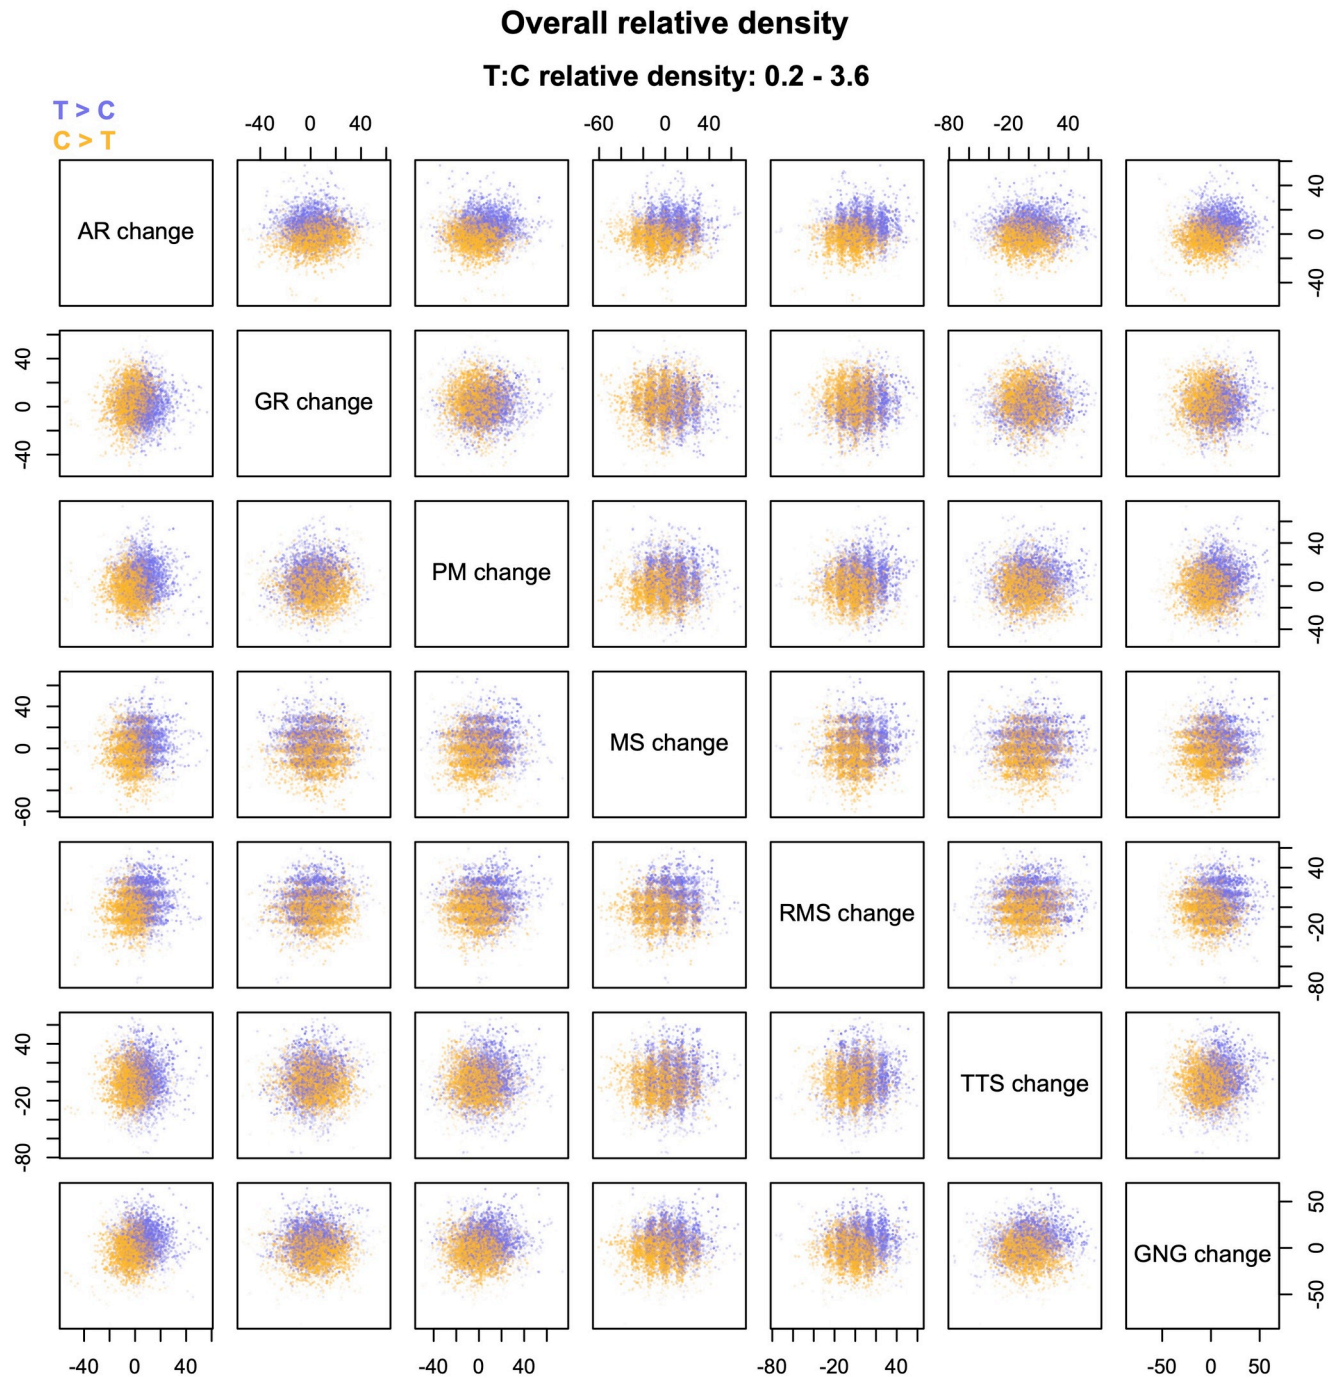 Overall relative density
T:C relative density: 0.2 - 3.6
T > C
C > T
-40 0 40
-60 0 40
-80 -20 40
AR change
-40 0 40
-40 0 40
GR change
PM change
-40 0 40
-60 0 40
MS change
RMS change
-80 -20 40
-80 -20 40
TTS change
GNG change
-50 0 50
-40 0 40
-40 0 40
-80 -20 40
-50 0 50